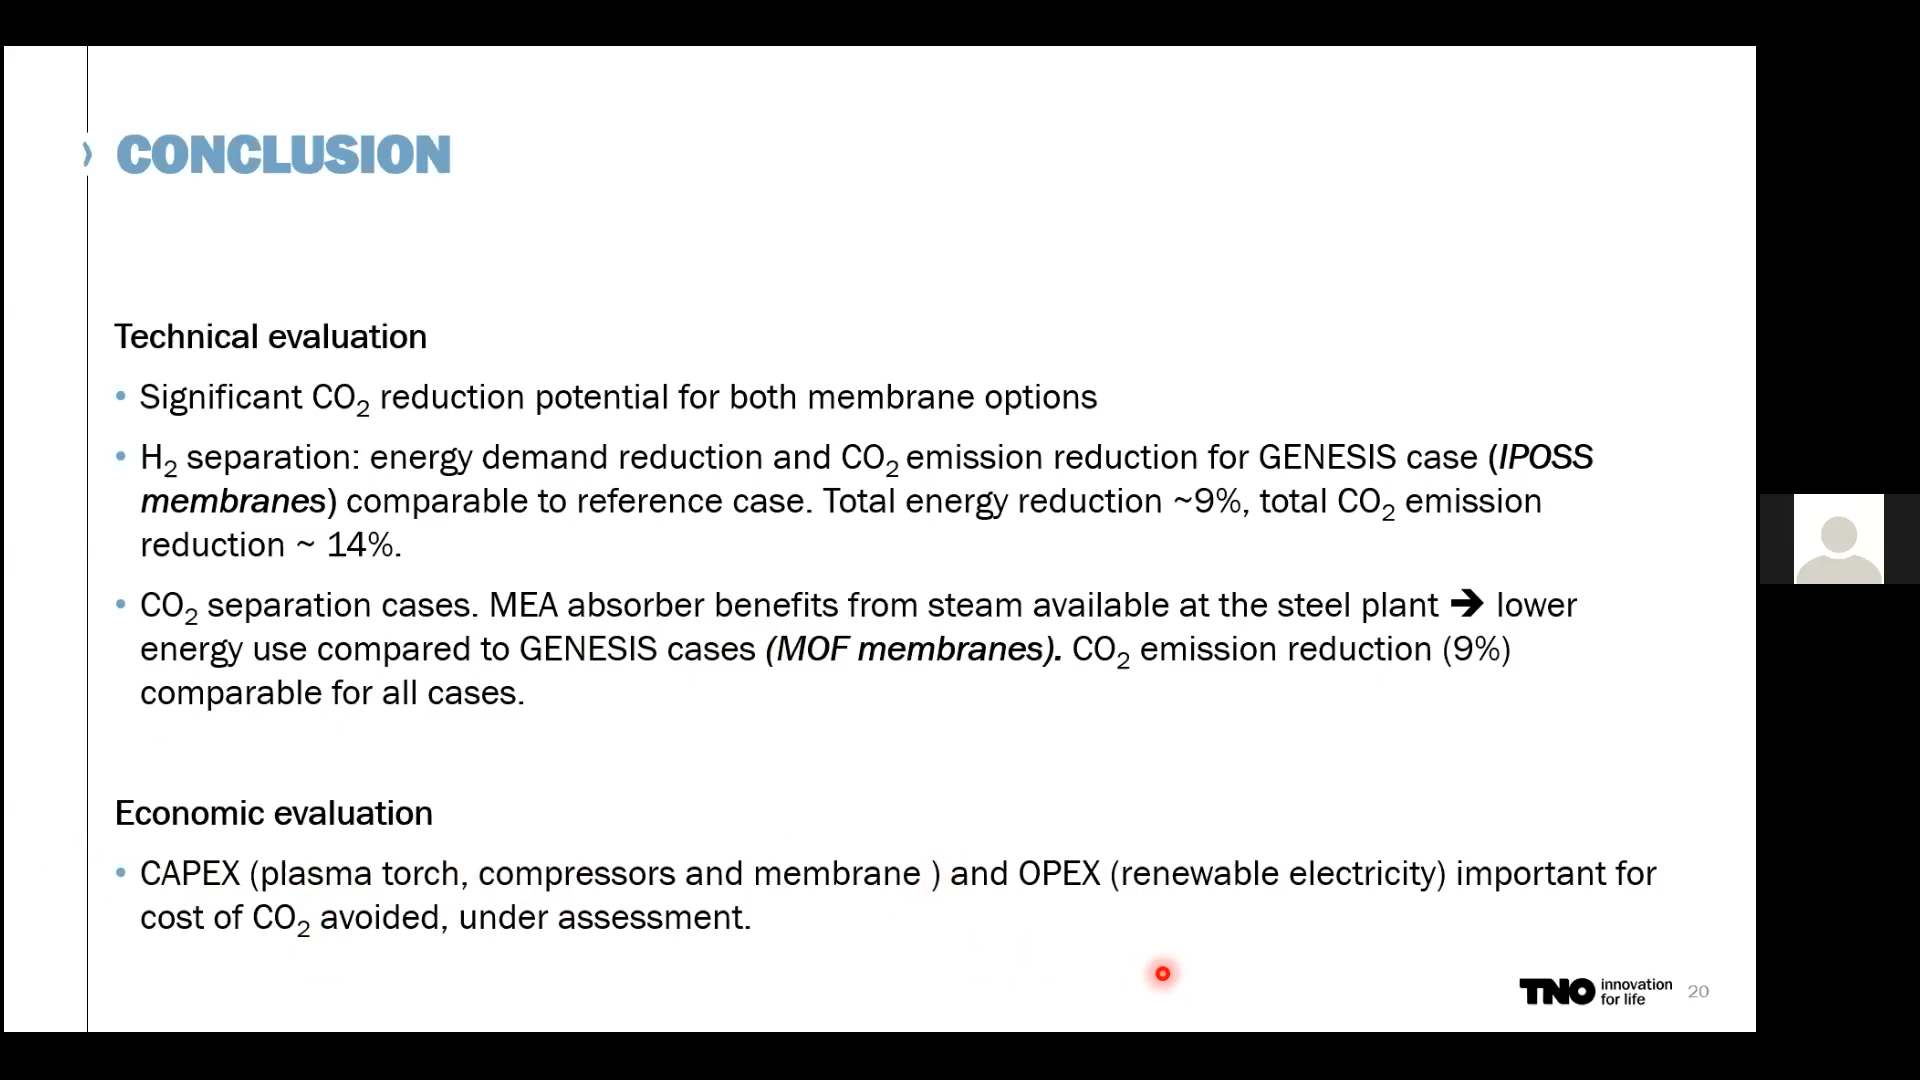 CONCLUSION
Technical evaluation
• Significant CO₂ reduction potential for both membrane options
• H₂ separation: energy demand reduction and CO₂ emission reduction for GENESIS case (IPOSS
membranes) comparable to reference case. Total energy reduction ~9%, total CO₂ emission
reduction ~ 14%.
• CO₂ separation cases. MEA absorber benefits from steam available at the steel plant ➔ lower
energy use compared to GENESIS cases (MOF membranes). CO₂ emission reduction (9%)
comparable for all cases.
Economic evaluation
• CAPEX (plasma torch, compressors and membrane ) and OPEX (renewable electricity) important for
cost of CO₂ avoided, under assessment.
TNO innovation
for life
20